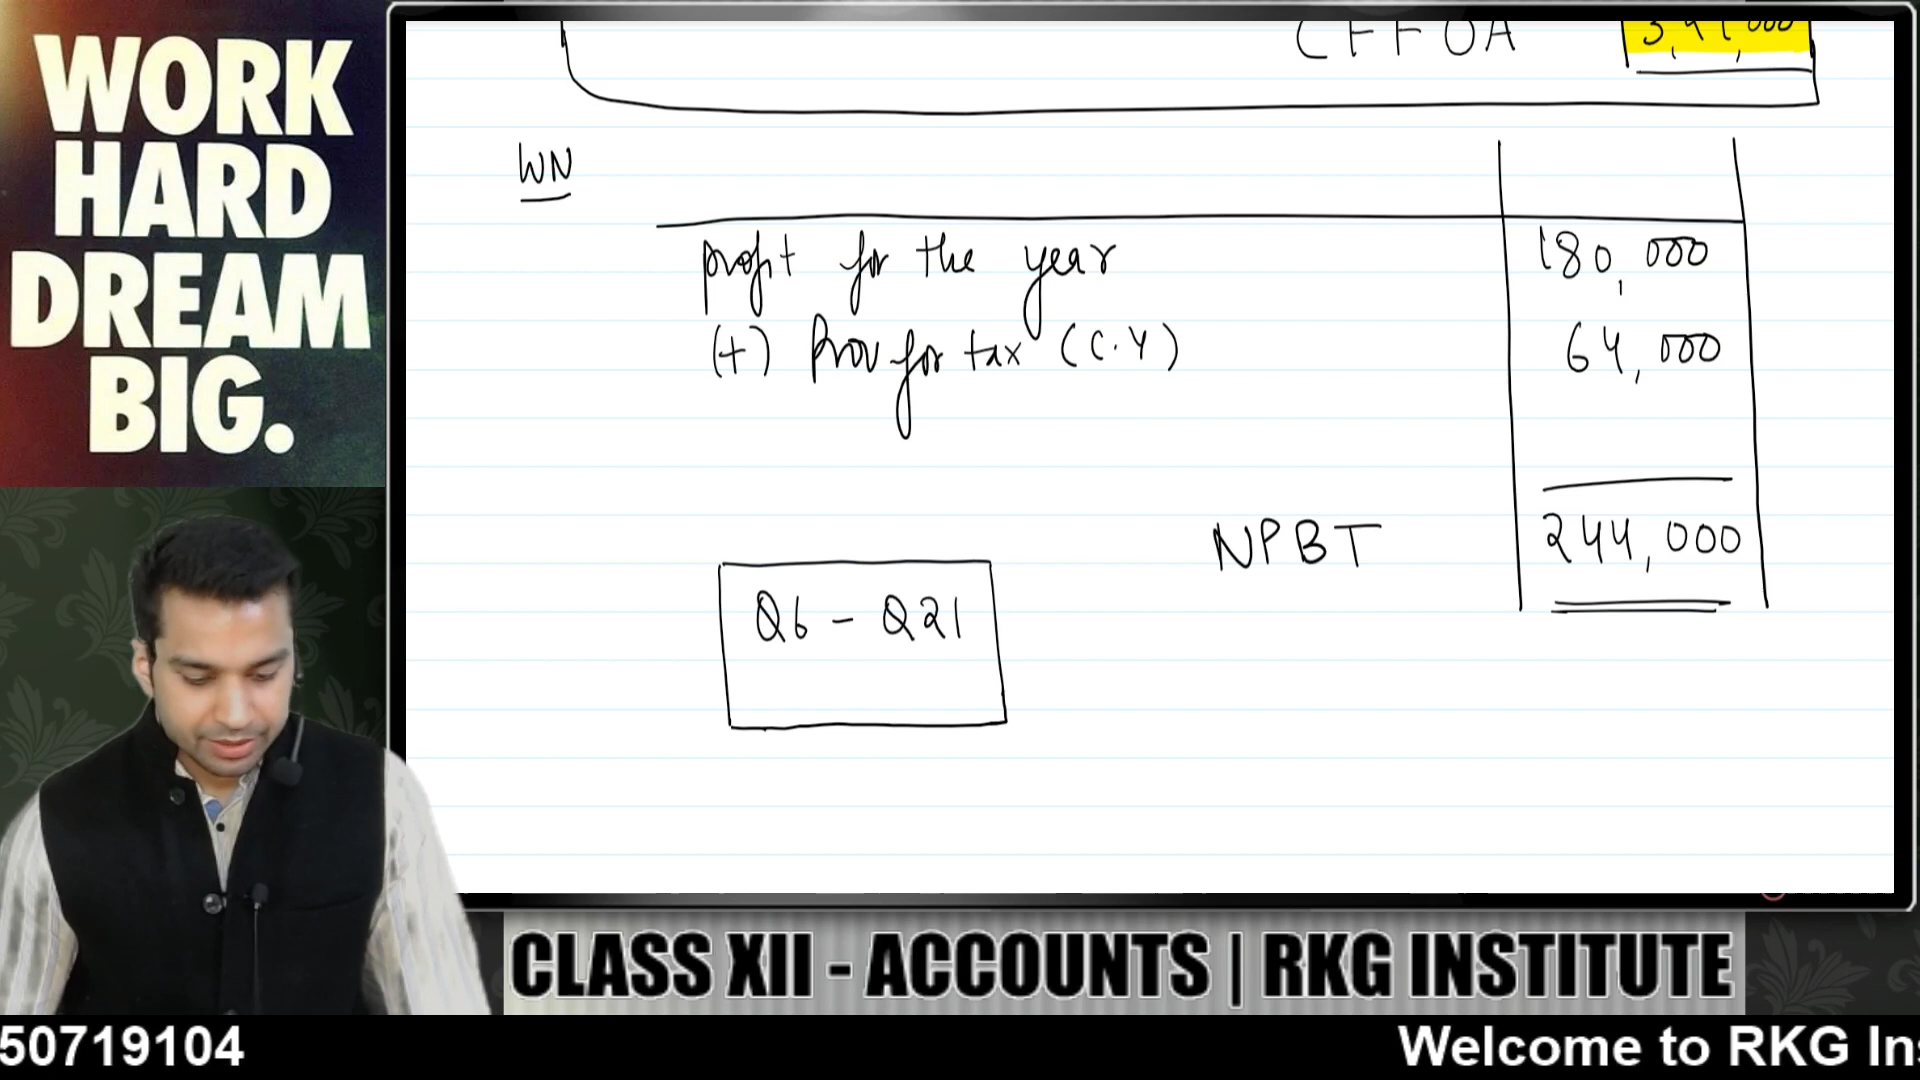 WORK
HARD
DREAM
BIG.
CFFOA
WN
profit for the year 180,000
(+) Prov for tax (C.Y) 64,000
NPBT 244,000
Q6 - Q21
CLASS XII - ACCOUNTS | RKG INSTITUTE
50719104
Welcome to RKG Ins